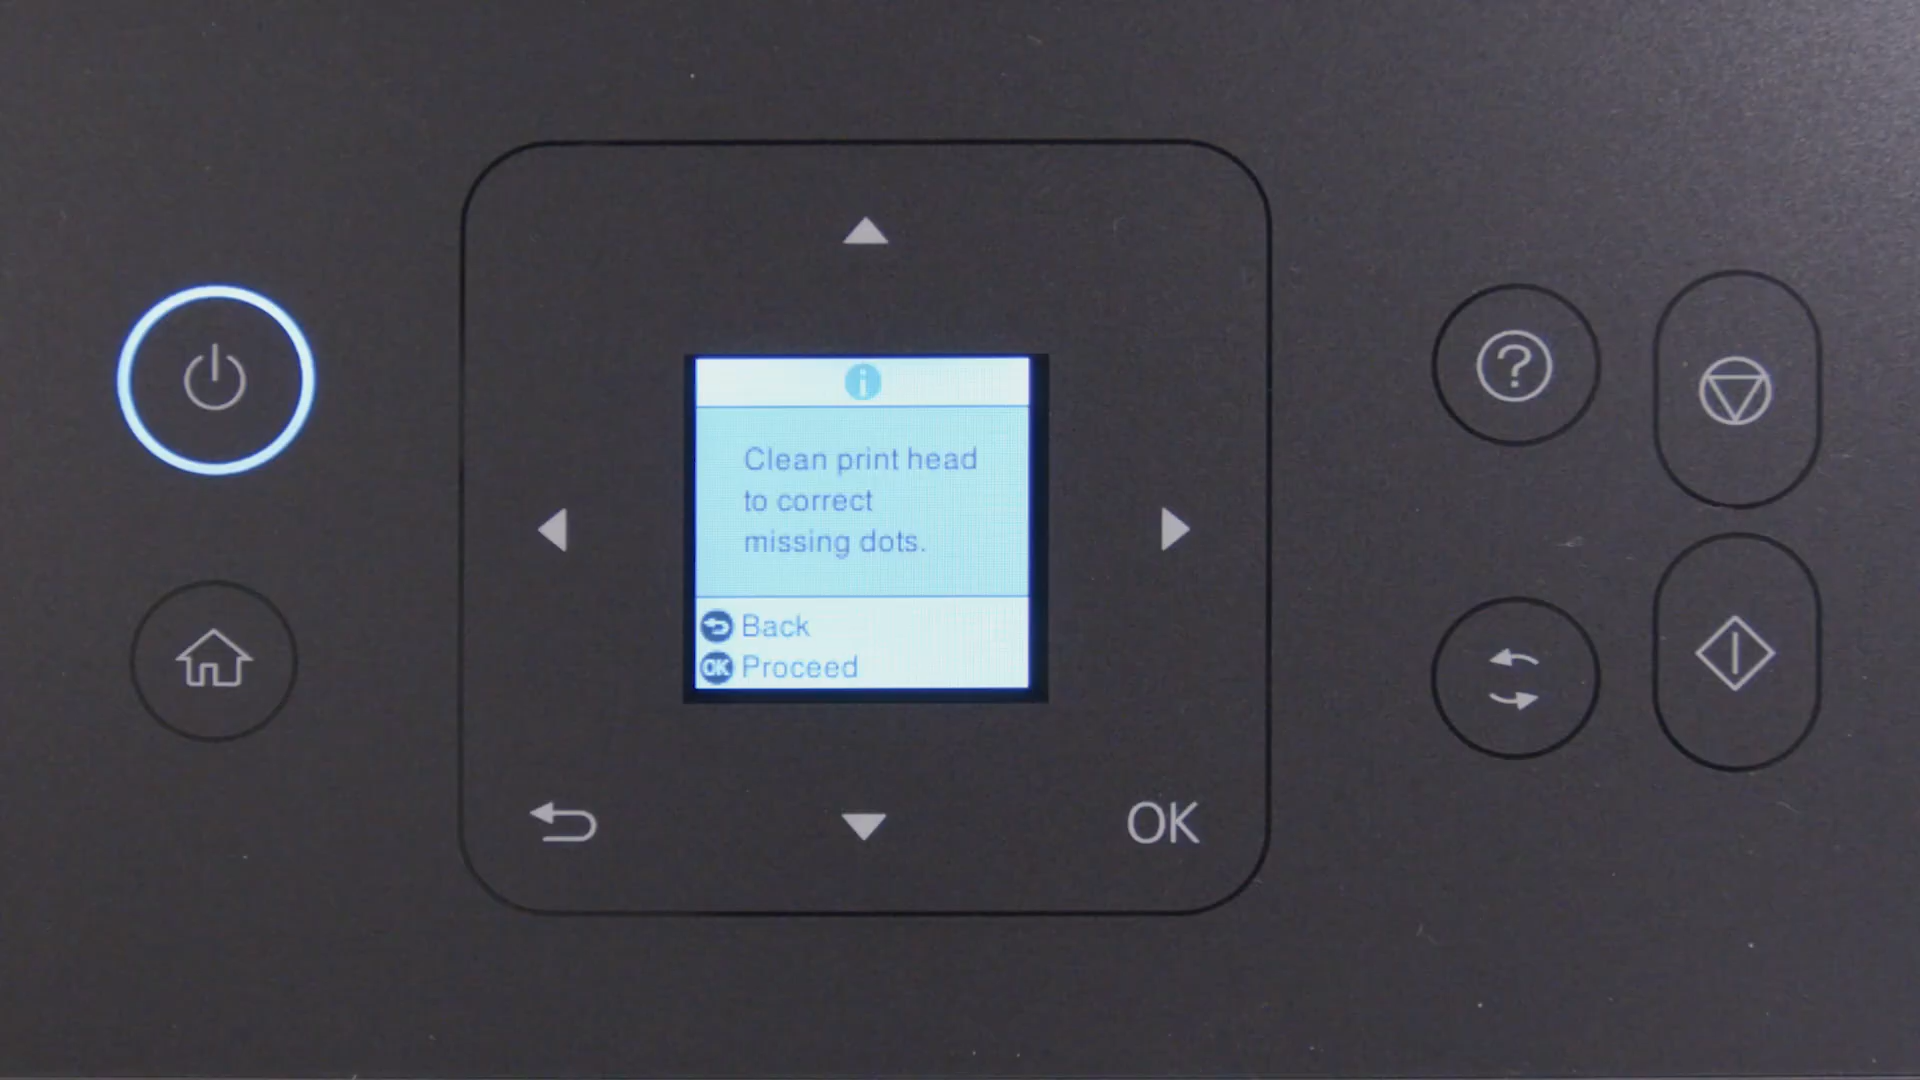 Clean print head
to correct
missing dots.
Back
OK Proceed
OK